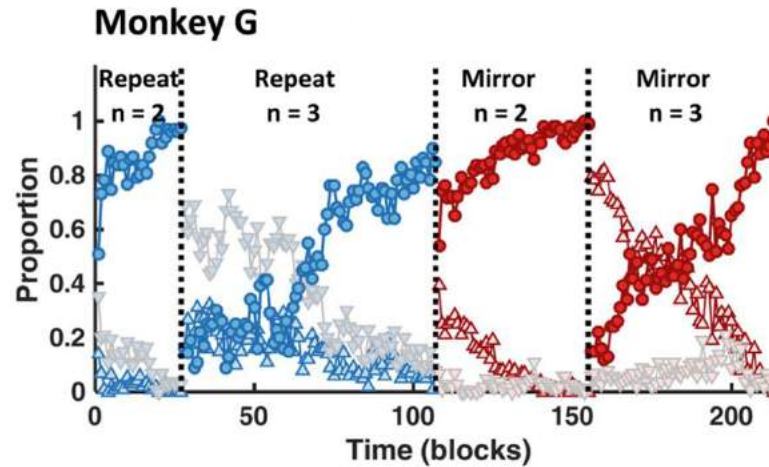 Monkey G
Repeat
n = 2
Repeat
n = 3
Mirror
n = 2
Mirror
n = 3
Proportion
1
0.8
0.6
0.4
0.2
0
0
50
100
150
200
Time (blocks)